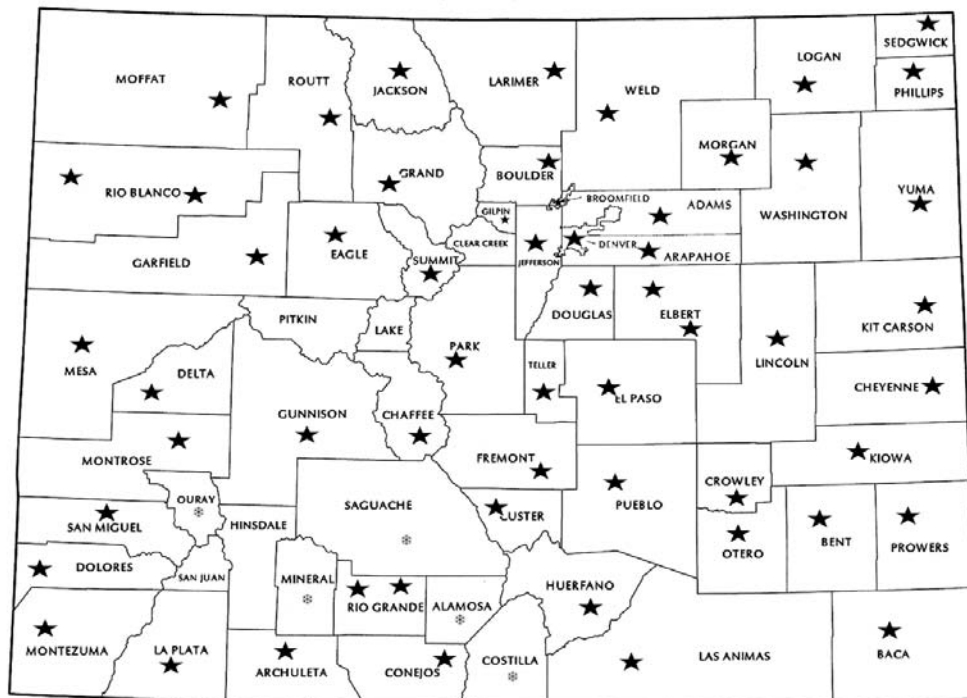 SEDGWICK
LOGAN
MOFFAT
ROUTT
JACKSON
LARIMER
WELD
PHILLIPS
MORGAN
RIO BLANCO
GRAND
BOULDER
YUMA
BROOMFIELD
ADAMS
WASHINGTON
GILPIN
CLEAR CREEK
JEFFERSON
DENVER
ARAPAHOE
GARFIELD
EAGLE
SUMMIT
PITKIN
LAKE
DOUGLAS
ELBERT
KIT CARSON
MESA
DELTA
PARK
TELLER
LINCOLN
CHEYENNE
GUNNISON
CHAFFEE
EL PASO
MONTROSE
FREMONT
KIOWA
CROWLEY
OURAY
SAGUACHE
CUSTER
PUEBLO
SAN MIGUEL
HINSDALE
OTERO
BENT
PROWERS
DOLORES
SAN JUAN
MINERAL
RIO GRANDE
ALAMOSA
HUERFANO
MONTEZUMA
LA PLATA
ARCHULETA
CONEJOS
COSTILLA
LAS ANIMAS
BACA